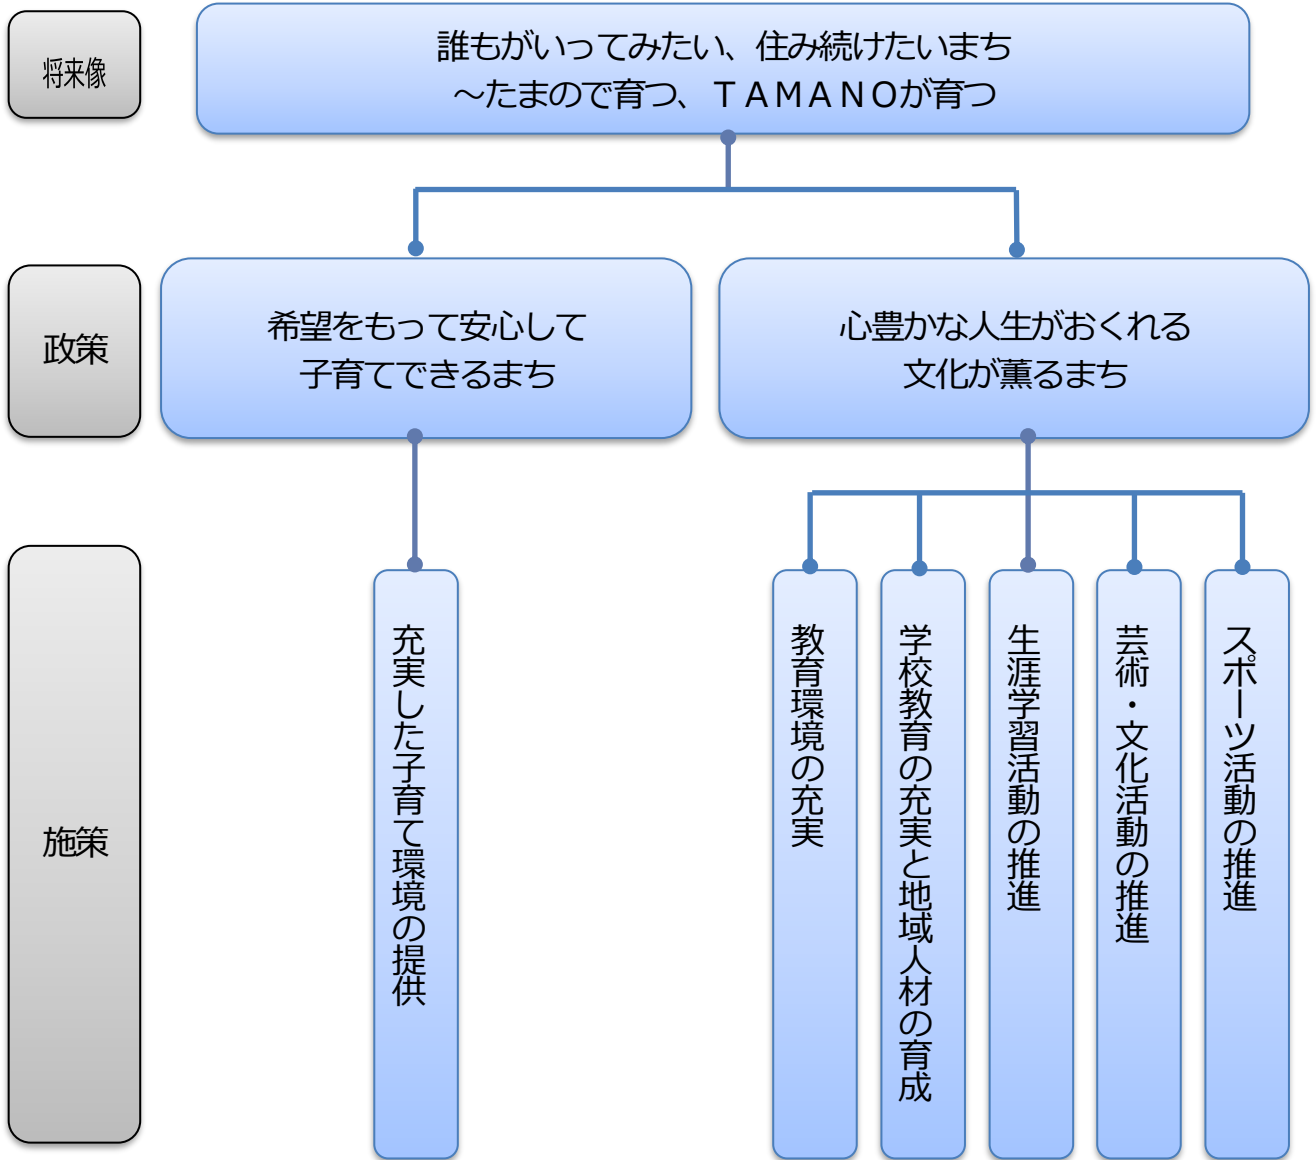 将来像
誰もがいってみたい、住み続けたいまち
～たまので育つ、ＴＡＭＡＮＯが育つ
政策
希望をもって安心して
子育てできるまち
心豊かな人生がおくれる
文化が薫るまち
施策
充実した子育て環境の提供
教育環境の充実
学校教育の充実と地域人材の育成
生涯学習活動の推進
芸術・文化活動の推進
スポーツ活動の推進